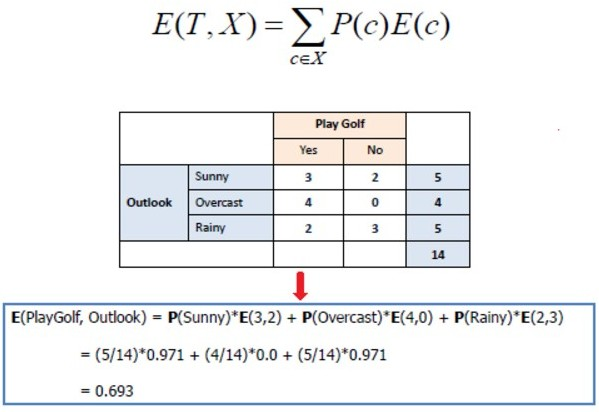 E(T, X) = ∑ P(c)E(c)
c∈X
Play Golf
Yes No
Sunny 3 2 5
Outlook Overcast 4 0 4
Rainy 2 3 5
14
E(PlayGolf, Outlook) = P(Sunny)*E(3,2) + P(Overcast)*E(4,0) + P(Rainy)*E(2,3)
= (5/14)*0.971 + (4/14)*0.0 + (5/14)*0.971
= 0.693